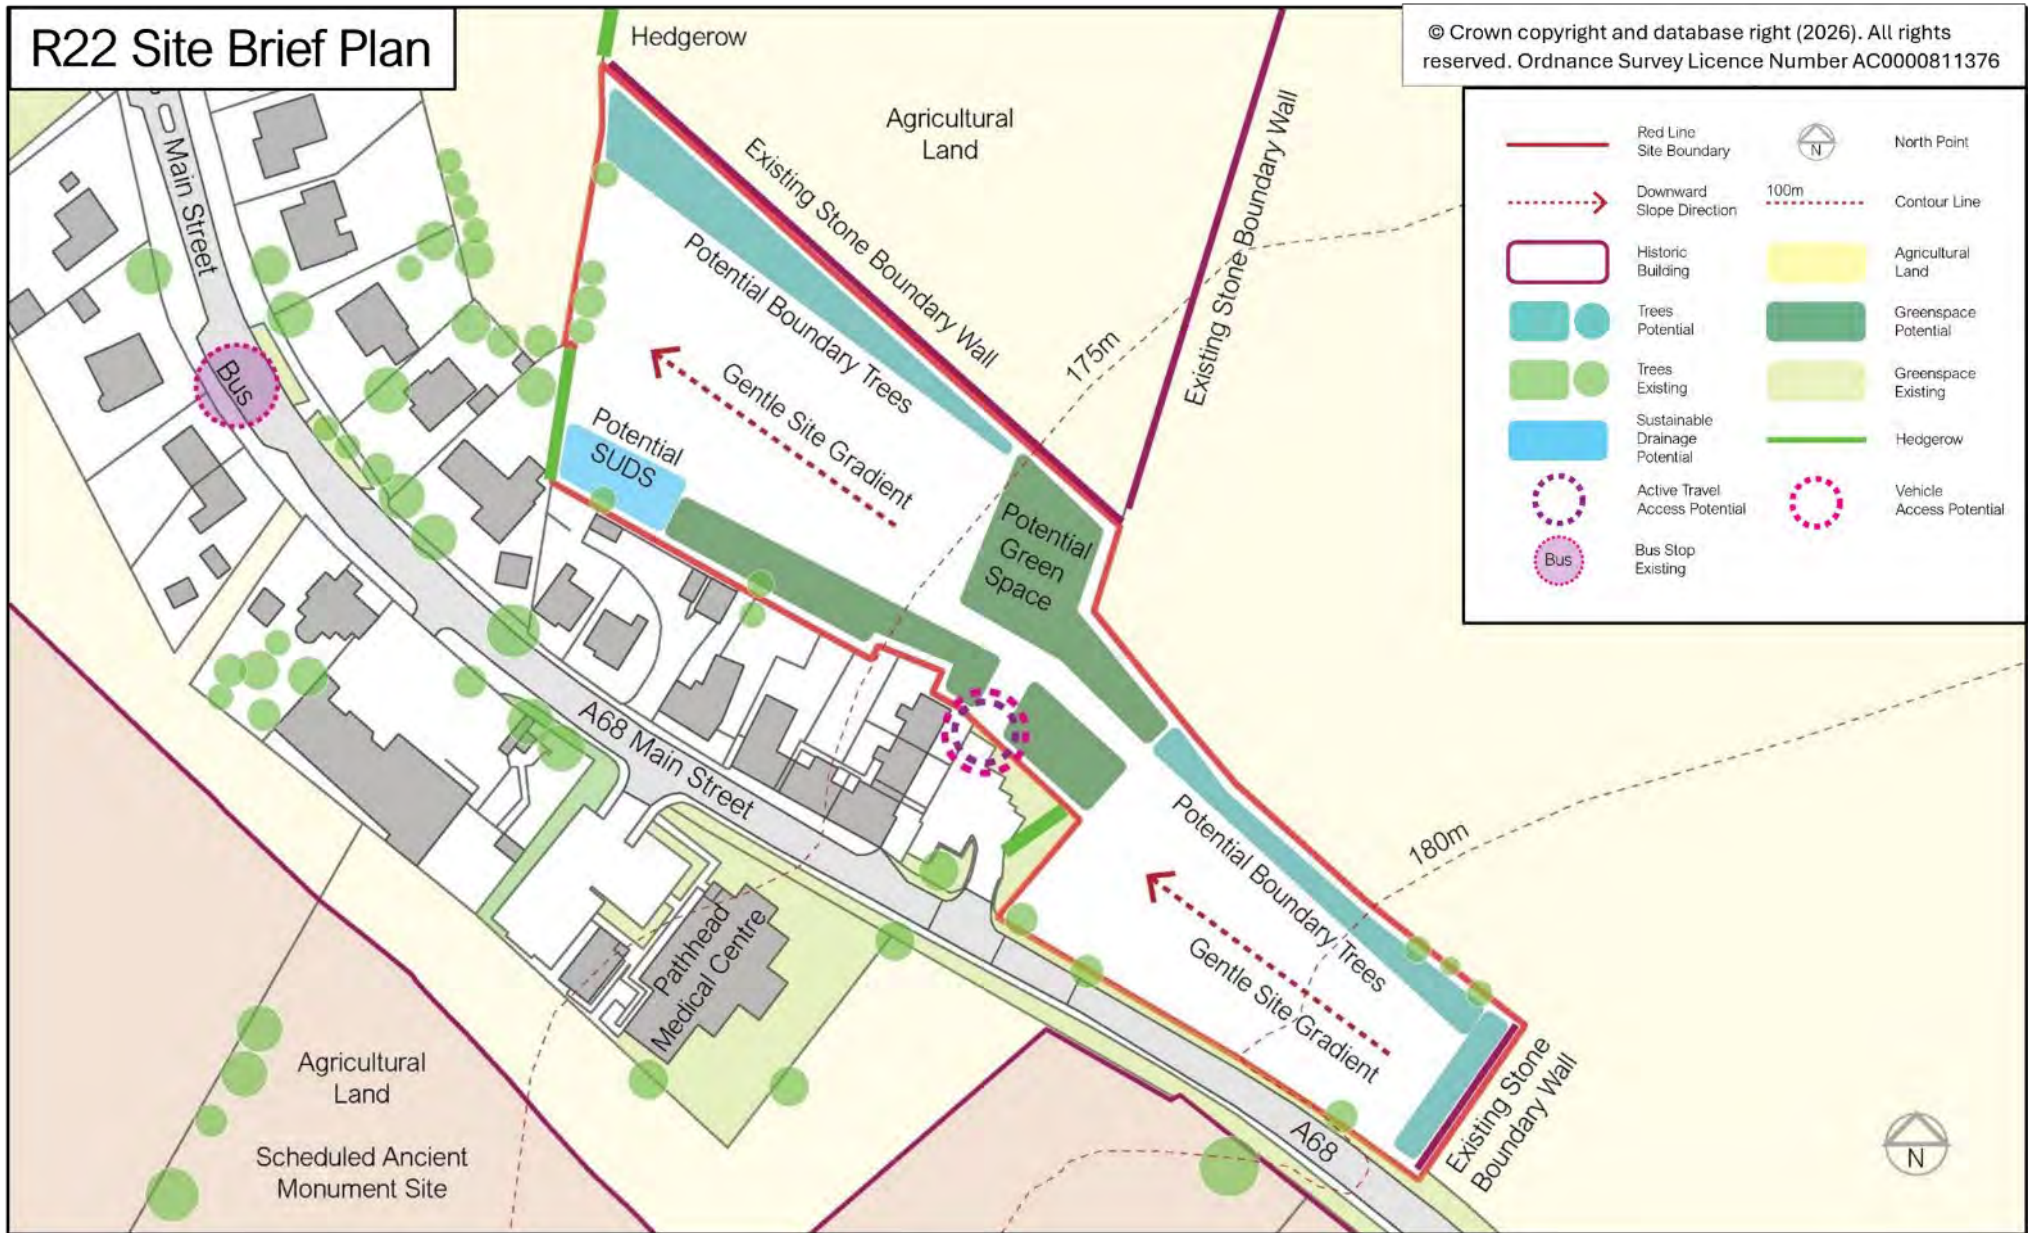 R22 Site Brief Plan
Hedgerow
© Crown copyright and database right (2026). All rights
reserved. Ordnance Survey Licence Number AC0000811376
Agricultural
Land
Red Line
Site Boundary
North Point
N
Downward
Slope Direction
100m
Contour Line
Historic
Building
Agricultural
Land
Trees
Potential
Greenspace
Potential
Trees
Existing
Greenspace
Existing
Sustainable
Drainage
Potential
Hedgerow
Active Travel
Access Potential
Vehicle
Access Potential
Bus
Bus Stop
Existing
Main Street
Existing Stone Boundary Wall
Existing Stone Boundary Wall
Potential Boundary Trees
175m
Bus
Gentle Site Gradient
Potential
SUDS
Potential
Green
Space
A68 Main Street
Potential Boundary Trees
180m
Gentle Site Gradient
Pathhead
Medical Centre
Existing Stone
Boundary Wall
A68
Agricultural
Land
Scheduled Ancient
Monument Site
N